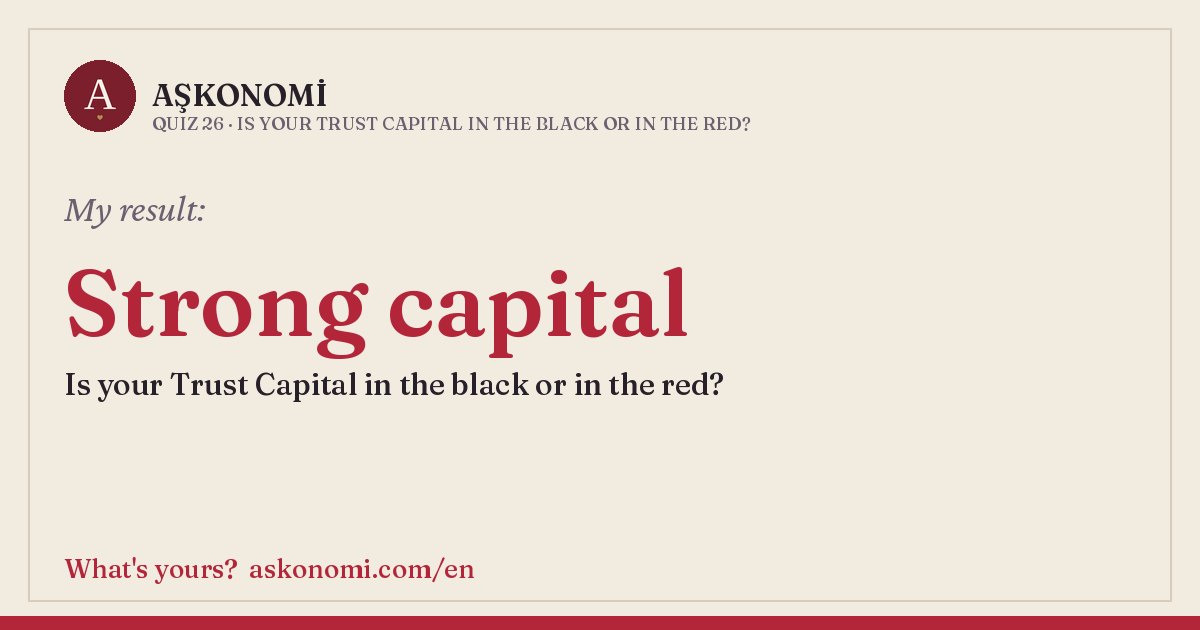 A
AŞKONOMİ
QUIZ 26 · IS YOUR TRUST CAPITAL IN THE BLACK OR IN THE RED?
My result:
Strong capital
Is your Trust Capital in the black or in the red?
What's yours? askonomi.com/en